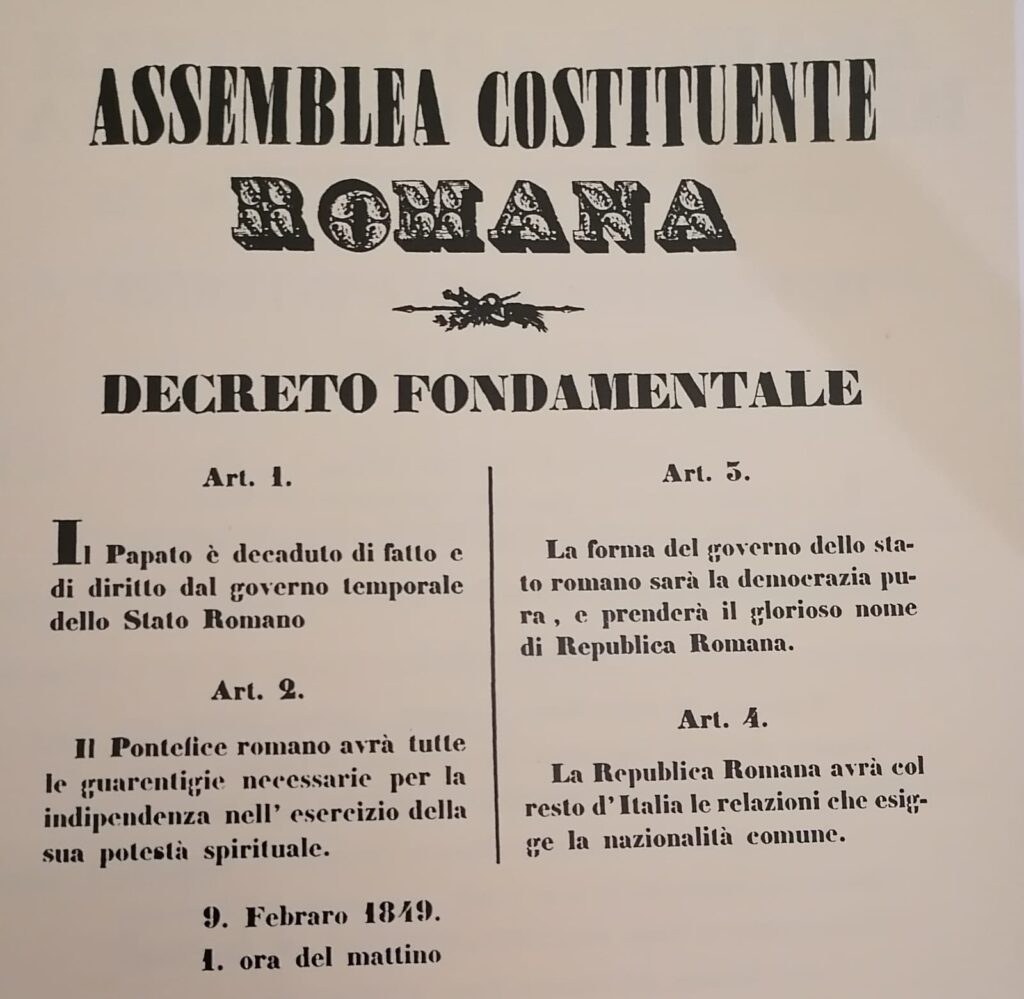 ASSEMBLEA COSTITUENTE
ROMANA
DECRETO FONDAMENTALE
Art. 1.
Il Papato è decaduto di fatto e
di diritto dal governo temporale
dello Stato Romano
Art. 2.
Il Pontefice romano avrà tutte
le guarentigie necessarie per la
indipendenza nell' esercizio della
sua potestà spirituale.
Art. 3.
La forma del governo dello sta-
to romano sarà la democrazia pu-
ra, e prenderà il glorioso nome
di Republica Romana.
Art. 4.
La Republica Romana avrà col
resto d'Italia le relazioni che esig-
ge la nazionalità comune.
9. Febraro 1849.
1. ora del mattino